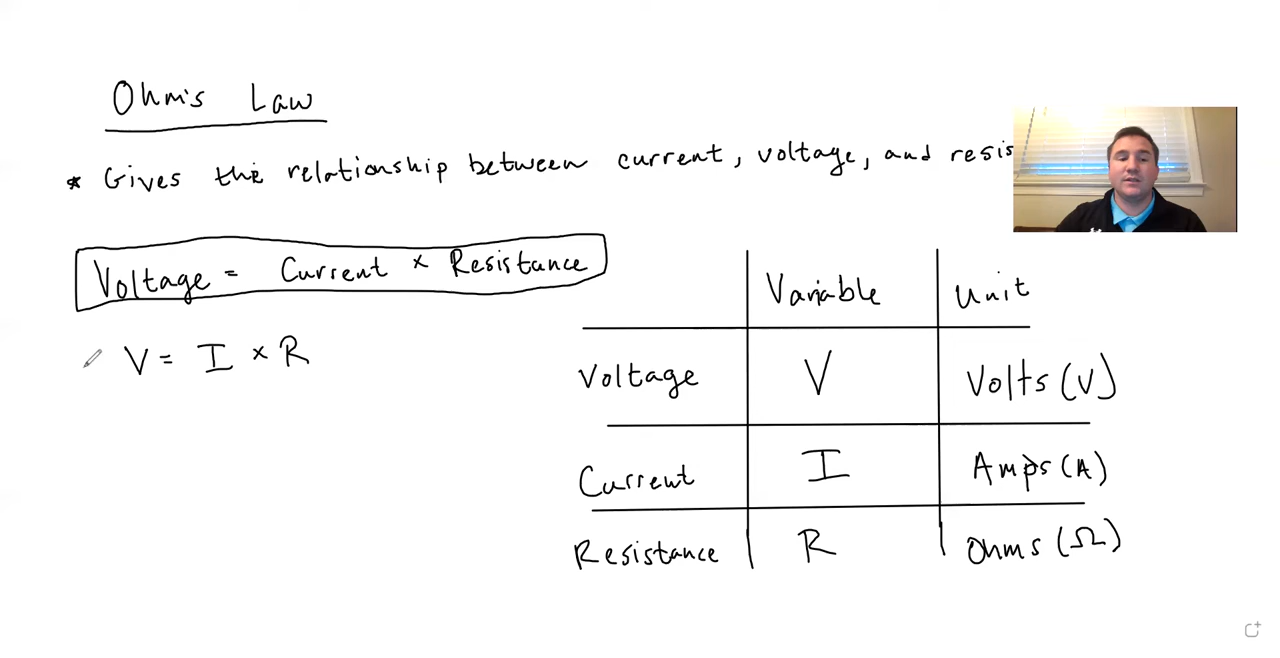 Ohm's Law
* Gives the relationship between current, voltage, and resis
Voltage = Current × Resistance
V = I × R
Variable Unit
Voltage V Volts (V)
Current I Amps (A)
Resistance R Ohms (Ω)